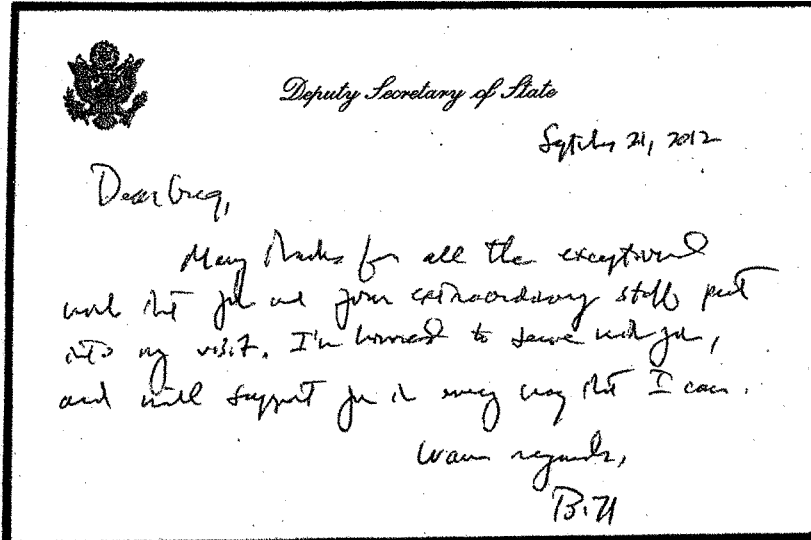 Deputy Secretary of State
September 21, 2012
Dear Greg,
Many thanks for all the exceptional
work that you and your extraordinary staff put
into my visit. I'm honored to serve with you,
and will support you in every way that I can.
Warm regards,
Bill